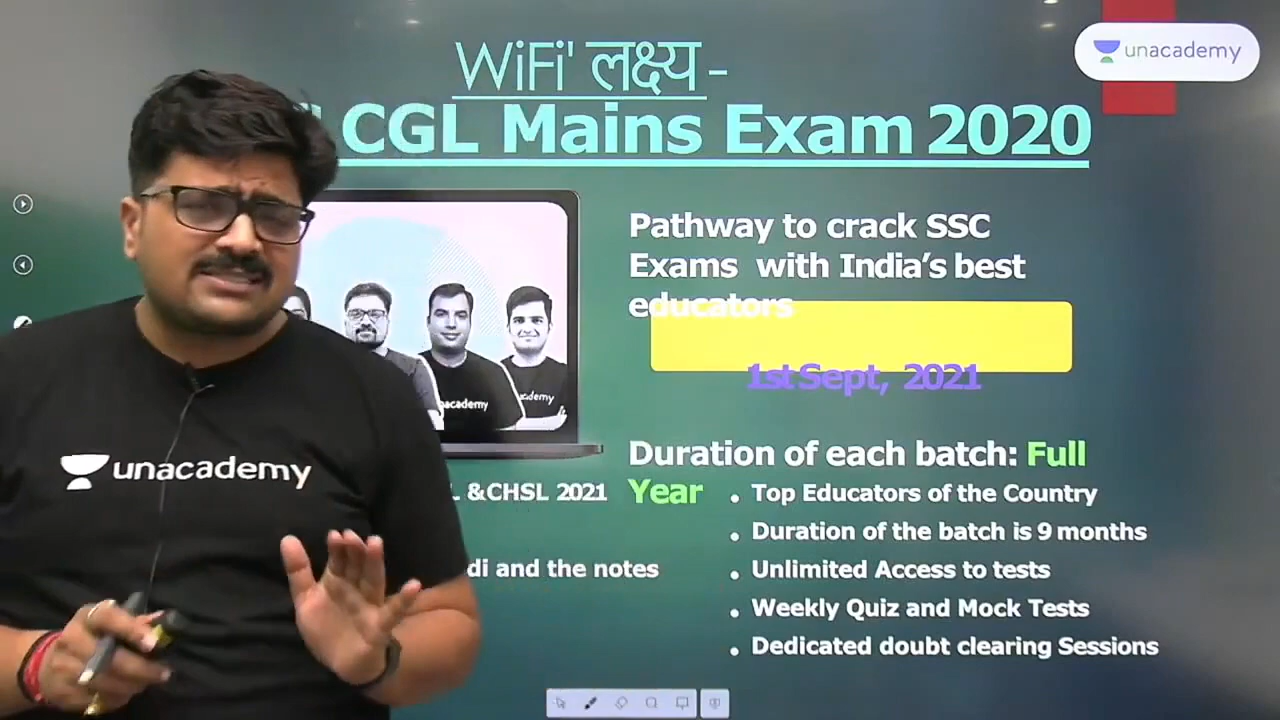 unacademy
WiFi' लक्ष्य -
CGL Mains Exam 2020
Pathway to crack SSC
Exams with India's best
educators
1st Sept, 2021
unacademy
Duration of each batch: Full
Year
&CHSL 2021
and the notes
• Top Educators of the Country
• Duration of the batch is 9 months
• Unlimited Access to tests
• Weekly Quiz and Mock Tests
• Dedicated doubt clearing Sessions
unacademy